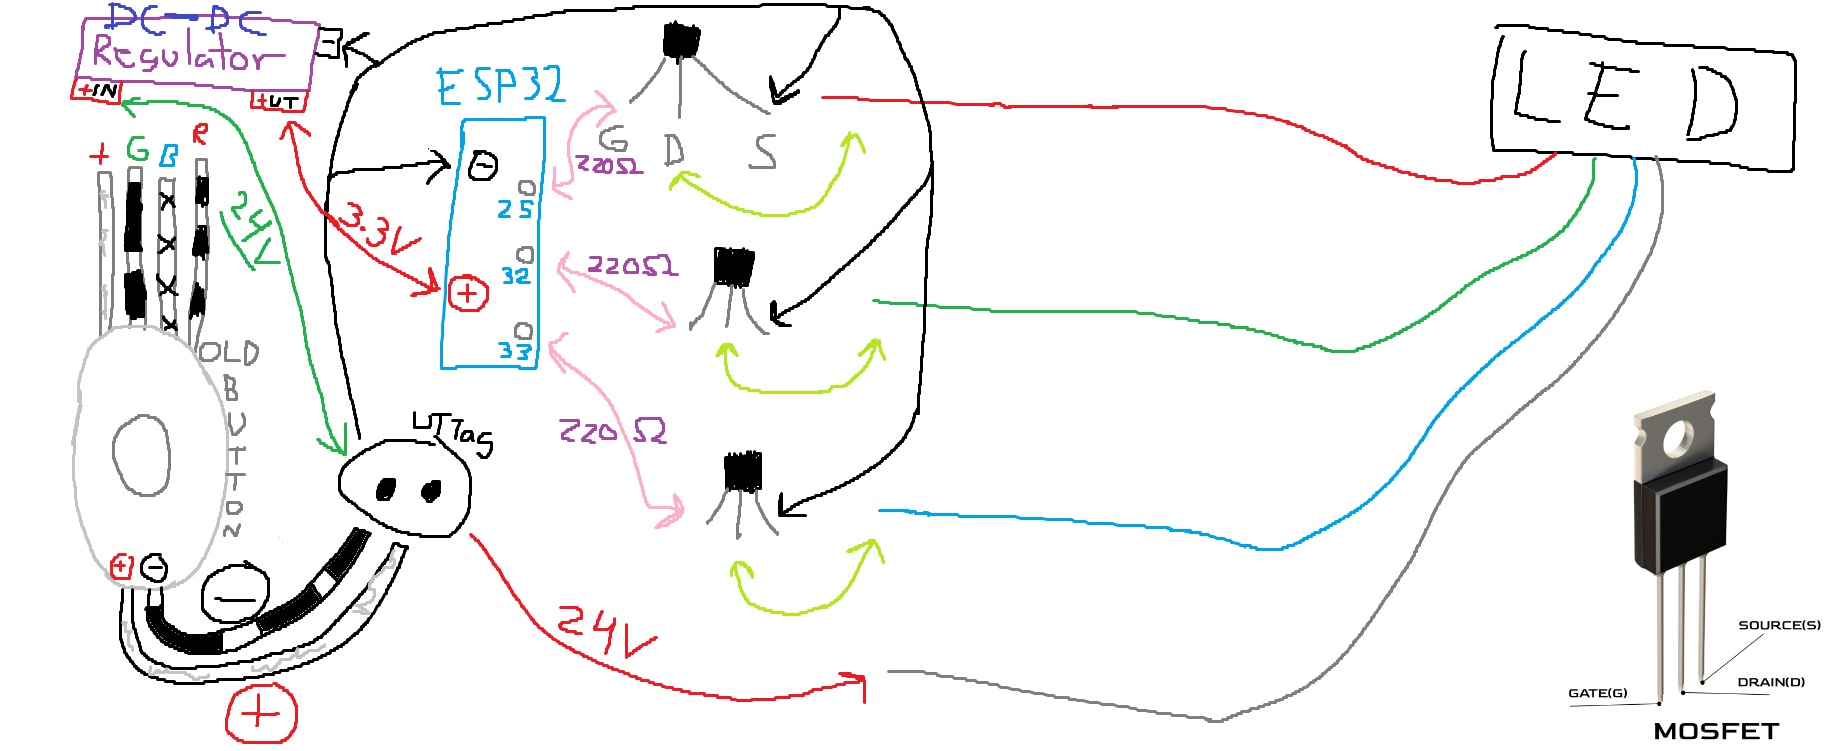 DC-DC
Regulator
-
+IN
+UT
+
G
B
R
24V
3.3V
ESP32
-
25
32
+
33
220Ω
220Ω
220Ω
G D S
LED
OLD
BUTTON
UTTag
+
-
-
+
24V
SOURCE(S)
DRAIN(D)
GATE(G)
MOSFET